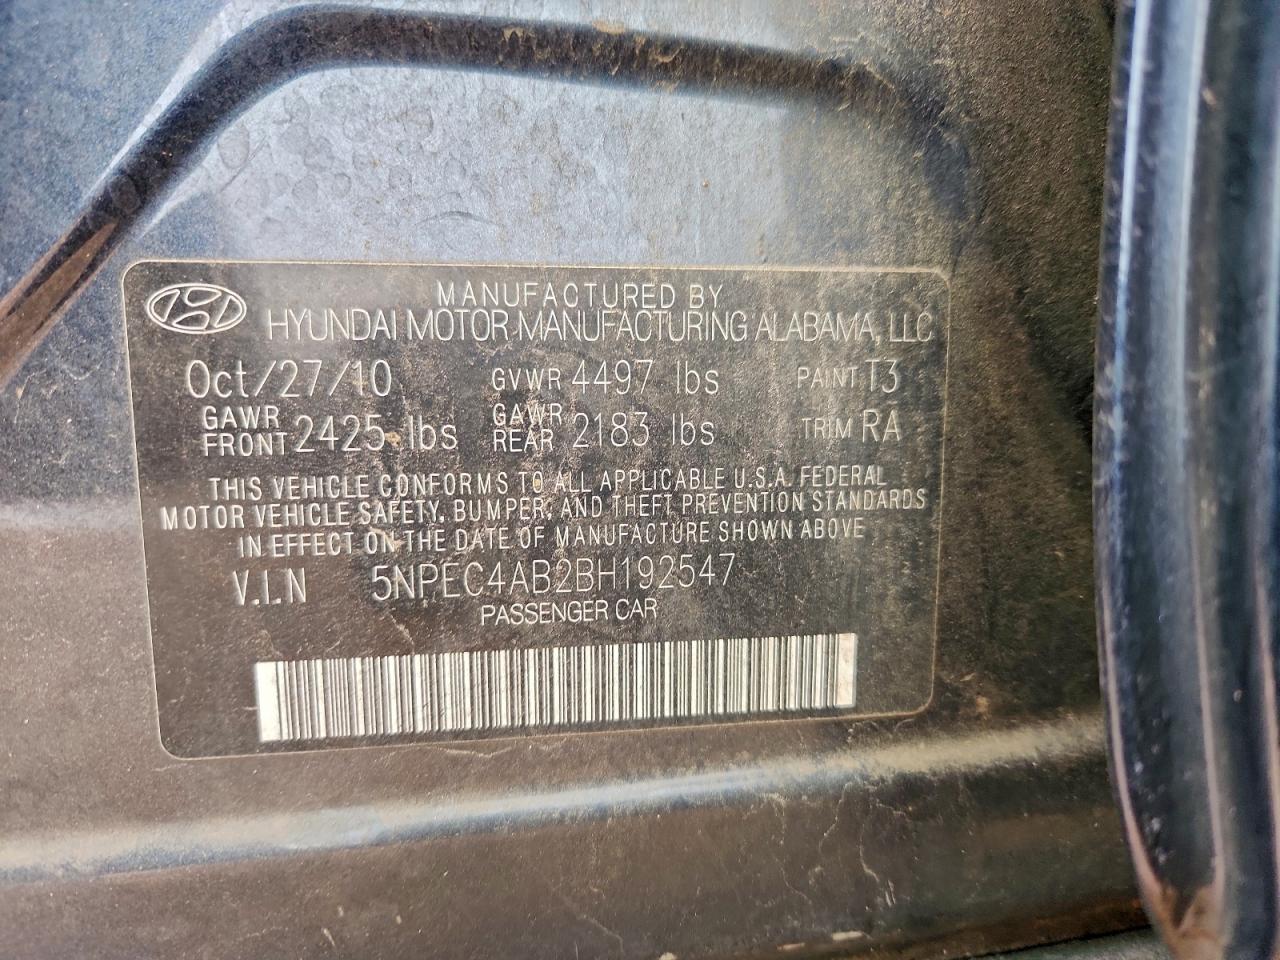 MANUFACTURED BY
HYUNDAI MOTOR MANUFACTURING ALABAMA, LLC
Oct/27/10 GVWR 4497 lbs PAINT T3
GAWR FRONT 2425 lbs GAWR REAR 2183 lbs TRIM RA
THIS VEHICLE CONFORMS TO ALL APPLICABLE U.S.A. FEDERAL
MOTOR VEHICLE SAFETY, BUMPER, AND THEFT PREVENTION STANDARDS
IN EFFECT ON THE DATE OF MANUFACTURE SHOWN ABOVE
V.I.N 5NPEC4AB2BH192547
PASSENGER CAR